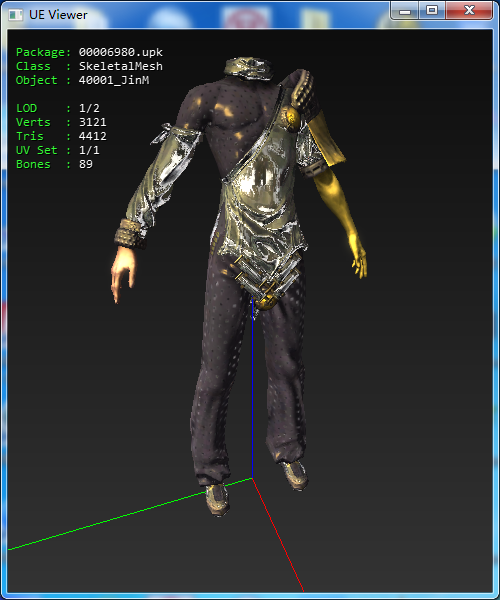 UE Viewer
Package: 00006980.upk
Class  : SkeletalMesh
Object : 40001_JinM
LOD    : 1/2
Verts  : 3121
Tris   : 4412
UV Set : 1/1
Bones  : 89